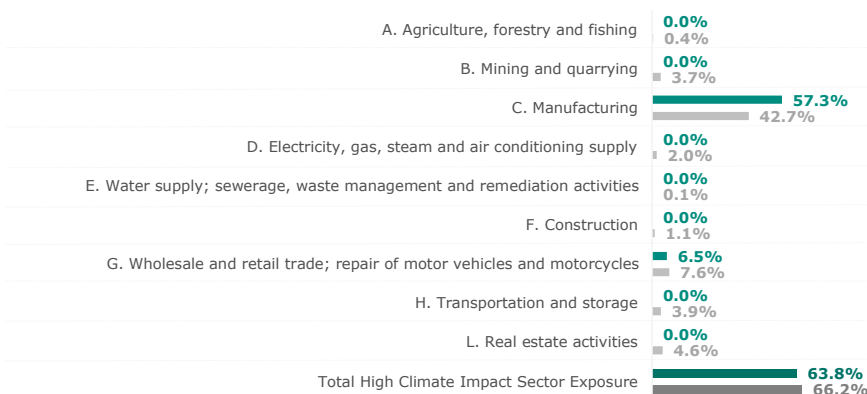 A. Agriculture, forestry and fishing
0.0%
0.4%
B. Mining and quarrying
0.0%
3.7%
C. Manufacturing
57.3%
42.7%
D. Electricity, gas, steam and air conditioning supply
0.0%
2.0%
E. Water supply; sewerage, waste management and remediation activities
0.0%
0.1%
F. Construction
0.0%
1.1%
G. Wholesale and retail trade; repair of motor vehicles and motorcycles
6.5%
7.6%
H. Transportation and storage
0.0%
3.9%
L. Real estate activities
0.0%
4.6%
Total High Climate Impact Sector Exposure
63.8%
66.2%